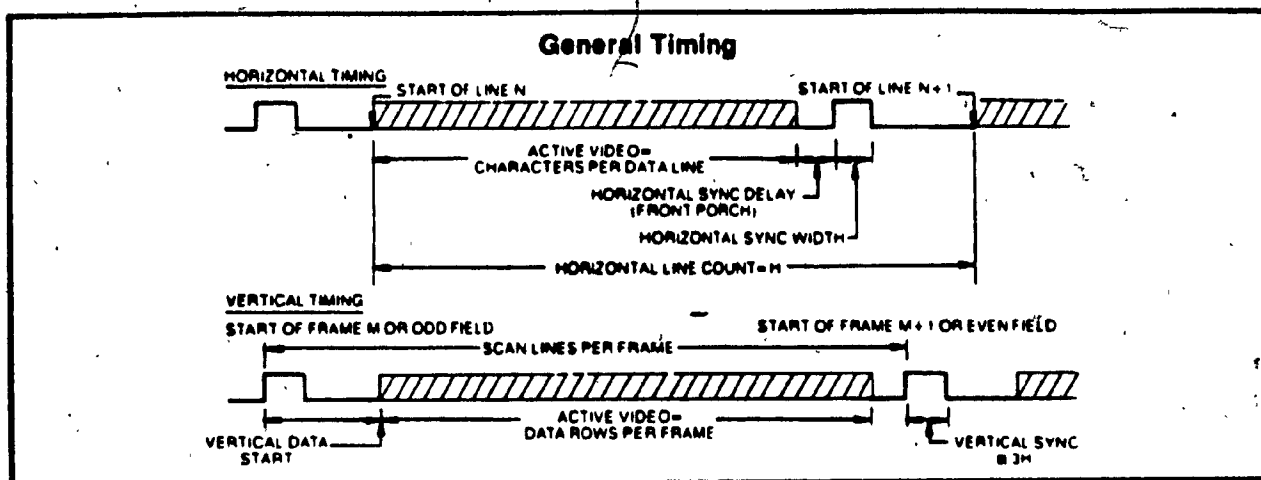 General Timing
HORIZONTAL TIMING
START OF LINE N
START OF LINE N+1
ACTIVE VIDEO=
CHARACTERS PER DATA LINE
HORIZONTAL SYNC DELAY
(FRONT PORCH)
HORIZONTAL SYNC WIDTH
HORIZONTAL LINE COUNT=H
VERTICAL TIMING
START OF FRAME M OR ODD FIELD
START OF FRAME M+1 OR EVEN FIELD
SCAN LINES PER FRAME
ACTIVE VIDEO=
DATA ROWS PER FRAME
VERTICAL DATA
START
VERTICAL SYNC
3H